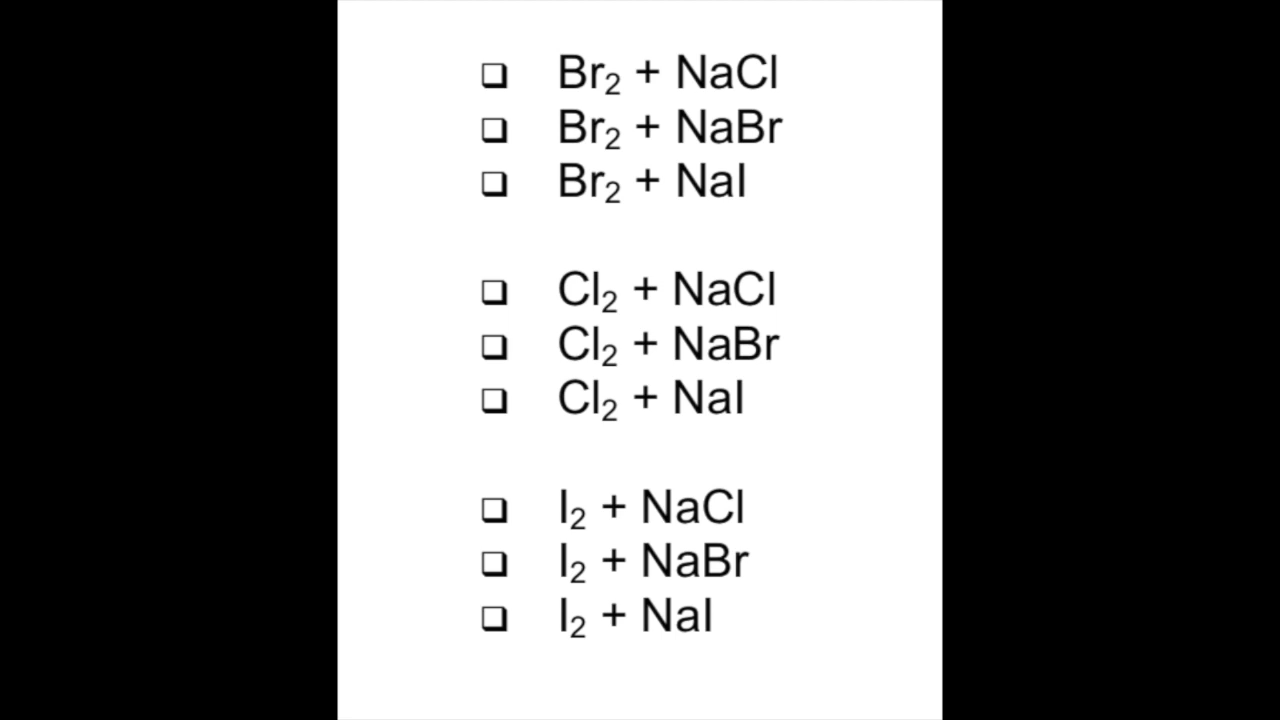 ❑ Br₂ + NaCl
❑ Br₂ + NaBr
❑ Br₂ + NaI
❑ Cl₂ + NaCl
❑ Cl₂ + NaBr
❑ Cl₂ + NaI
❑ I₂ + NaCl
❑ I₂ + NaBr
❑ I₂ + NaI